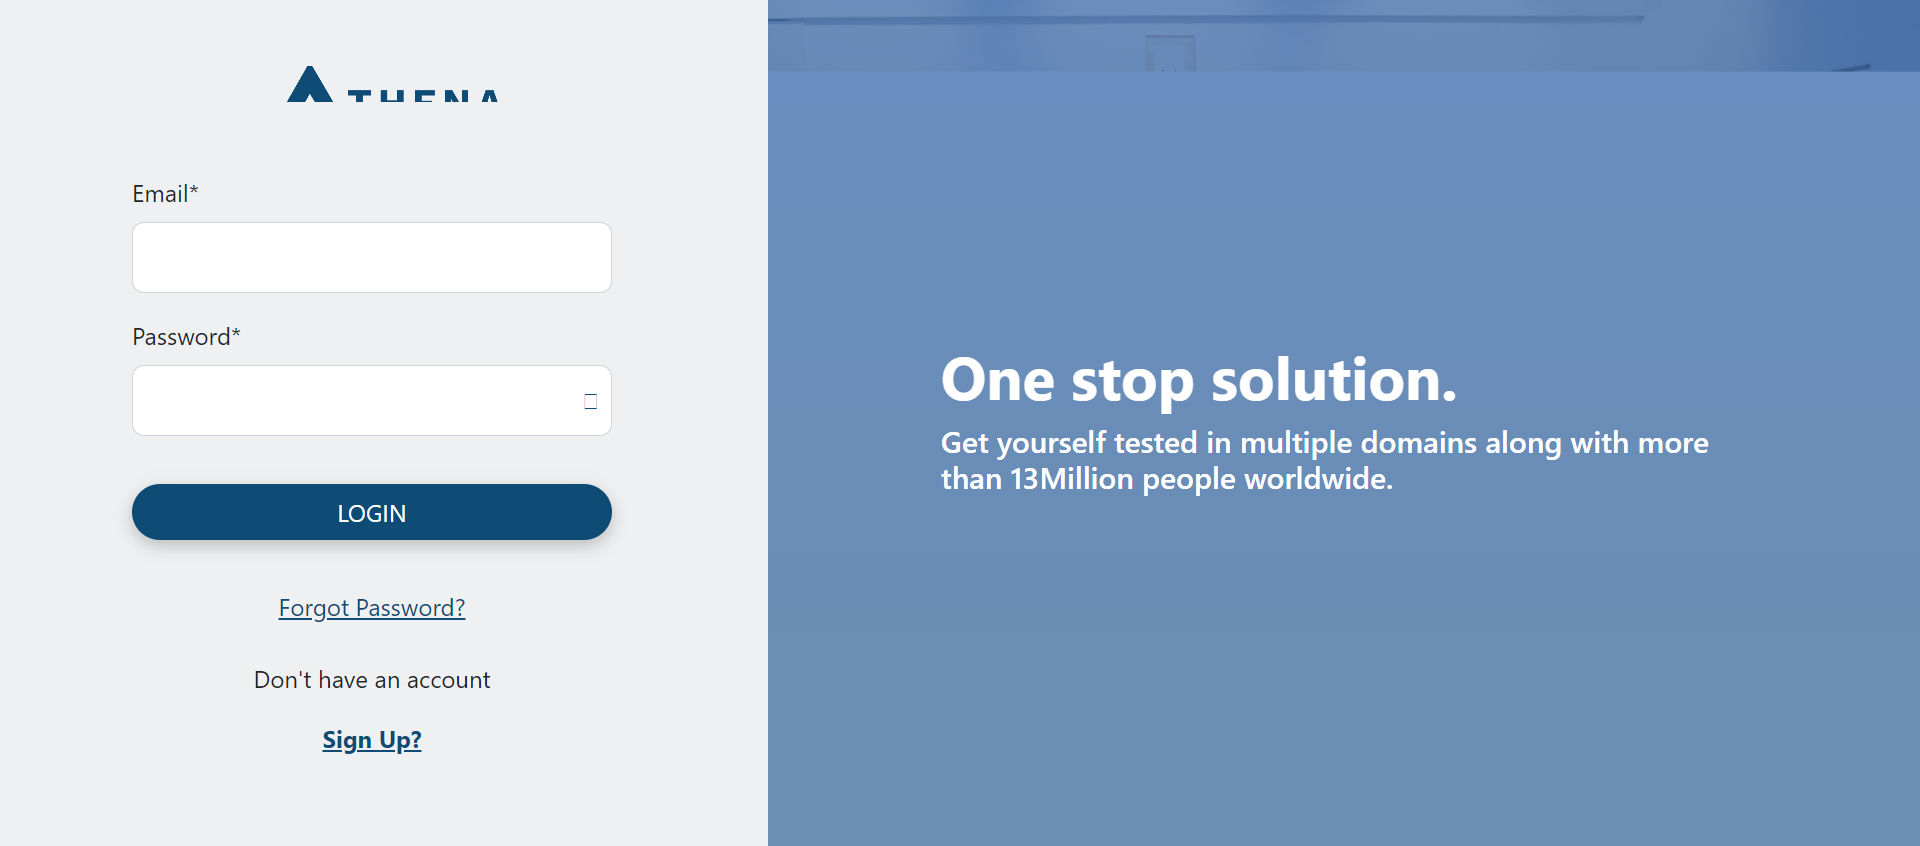 ATHENA
Email*
Password*
LOGIN
Forgot Password?
Don't have an account
Sign Up?
One stop solution.
Get yourself tested in multiple domains along with more
than 13Million people worldwide.